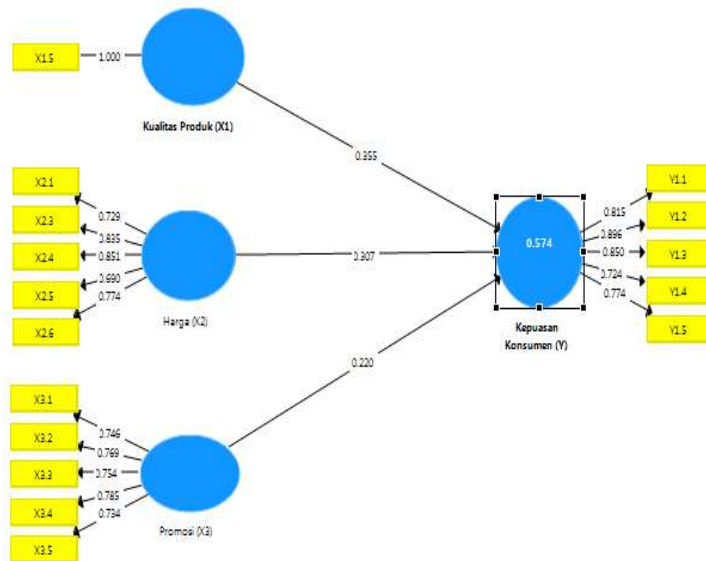 X1.5
1.000
Kualitas Produk (X1)
0.355
X2.1
X2.3
X2.4
X2.5
X2.6
0.729
0.835
0.851
0.690
0.774
Harga (X2)
0.307
X3.1
X3.2
X3.3
X3.4
X3.5
0.746
0.769
0.754
0.785
0.734
Promosi (X3)
0.220
0.574
Kepuasan
Konsumen (Y)
0.815
0.896
0.850
0.724
0.774
Y1.1
Y1.2
Y1.3
Y1.4
Y1.5